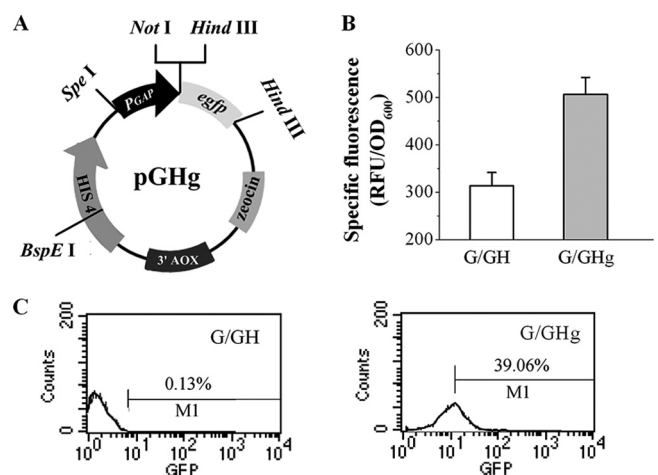 A
Not I Hind III
Spe I
PGAP
egfp
Hind III
pGHg
HIS 4
zeocin
BspE I
3' AOX
B
Specific fluorescence
(RFU/OD600)
600
500
400
300
200
G/GH G/GHg
C
200
Counts
0
G/GH
0.13%
M1
10^0 10^1 10^2 10^3 10^4
GFP
200
Counts
0
G/GHg
39.06%
M1
10^0 10^1 10^2 10^3 10^4
GFP